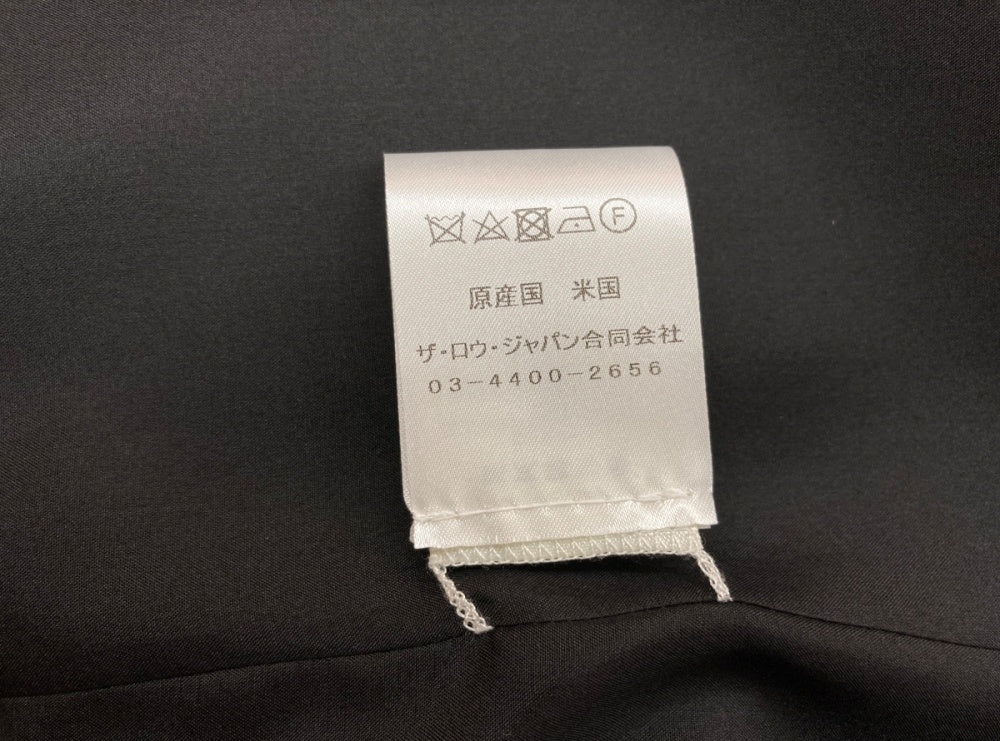 F
原産国 米国
ザ・ロウ・ジャパン合同会社
03-4400-2656